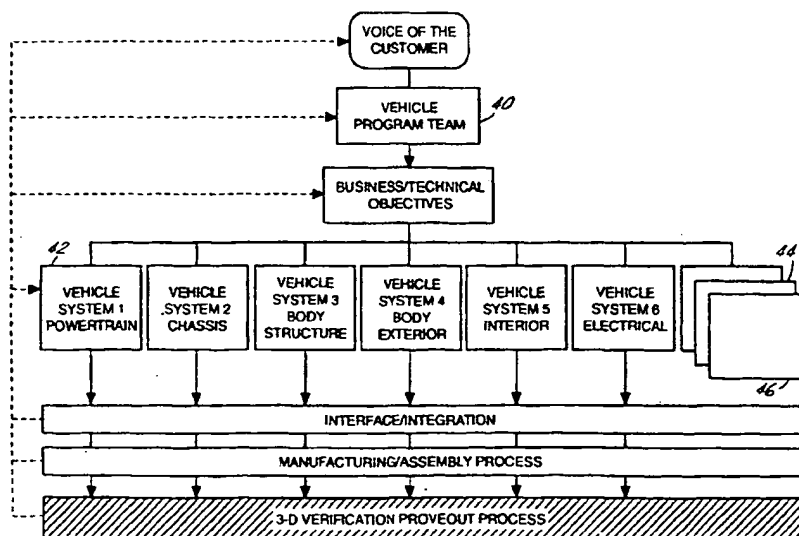 VOICE OF THE
CUSTOMER
VEHICLE
PROGRAM TEAM
40
BUSINESS/TECHNICAL
OBJECTIVES
42
44
VEHICLE
SYSTEM 1
POWERTRAIN
VEHICLE
SYSTEM 2
CHASSIS
VEHICLE
SYSTEM 3
BODY
STRUCTURE
VEHICLE
SYSTEM 4
BODY
EXTERIOR
VEHICLE
SYSTEM 5
INTERIOR
VEHICLE
SYSTEM 6
ELECTRICAL
46
INTERFACE/INTEGRATION
MANUFACTURING/ASSEMBLY PROCESS
3-D VERIFICATION PROVEOUT PROCESS